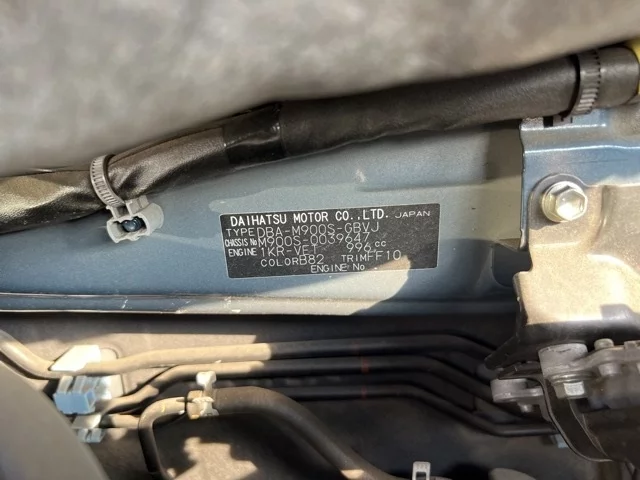 DAIHATSU MOTOR CO.,LTD. JAPAN
TYPE DBA-M900S-GBVJ
CHASSIS No M900S-0039647
ENGINE 1KR-VET 996 cc
COLOR B82 TRIM FF10
ENGINE No